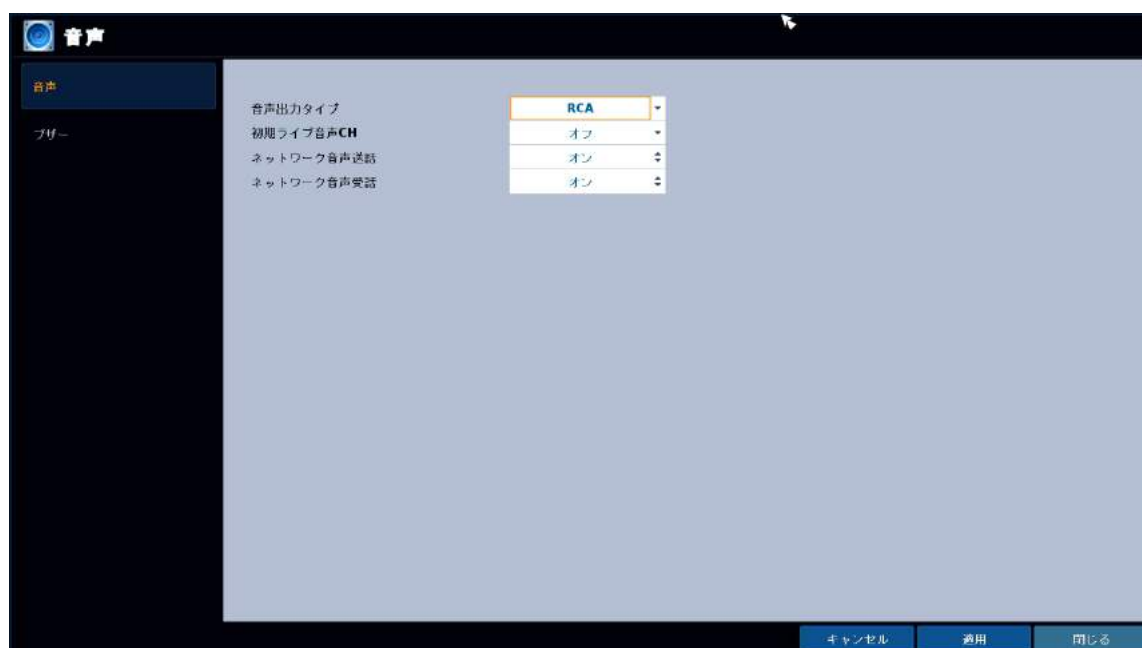 音声
音声
ブザー
音声出力タイプ RCA
初期ライブ音声CH オフ
ネットワーク音声送話 オン
ネットワーク音声受話 オン
キャンセル 適用 閉じる